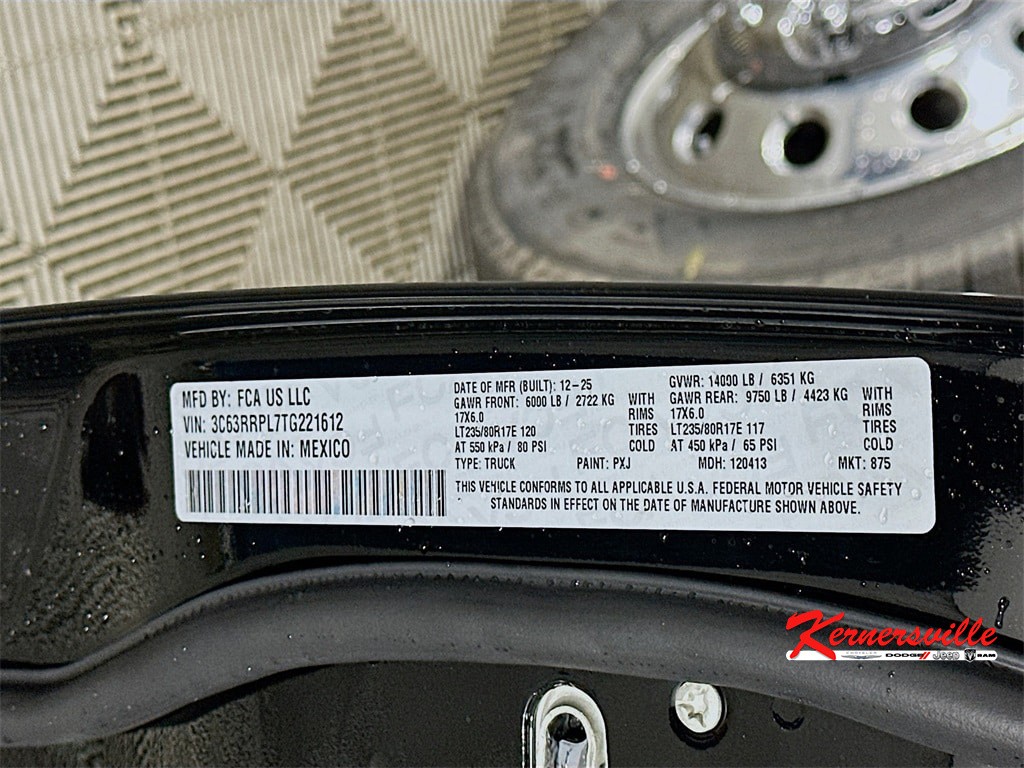 MFD BY: FCA US LLC
VIN: 3C63RRPL7TG221612
VEHICLE MADE IN: MEXICO
DATE OF MFR (BUILT): 12-25
GAWR FRONT: 6000 LB / 2722 KG WITH
17X6.0 RIMS
LT235/80R17E 120 TIRES
AT 550 kPa / 80 PSI COLD
GVWR: 14000 LB / 6351 KG
GAWR REAR: 9750 LB / 4423 KG WITH
17X6.0 RIMS
LT235/80R17E 117 TIRES
AT 450 kPa / 65 PSI COLD
TYPE: TRUCK PAINT: PXJ MDH: 120413 MKT: 875
THIS VEHICLE CONFORMS TO ALL APPLICABLE U.S.A. FEDERAL MOTOR VEHICLE SAFETY
STANDARDS IN EFFECT ON THE DATE OF MANUFACTURE SHOWN ABOVE.
Kernersville
CHRYSLER DODGE Jeep RAM